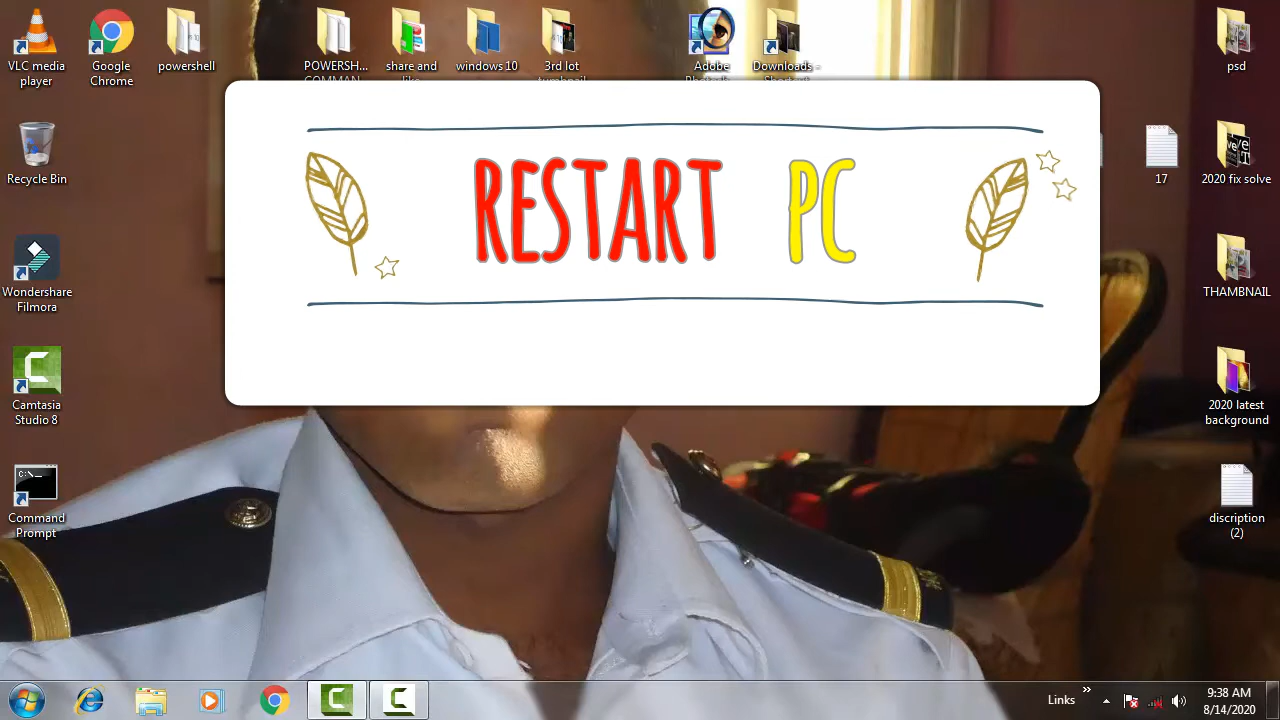 VLC media
player
Google
Chrome
powershell
POWERSH...
COMMAN
share and
windows 10
3rd lot
Adobe
Downloads -
psd
RESTART PC
Recycle Bin
17
2020 fix solve
Wondershare
Filmora
THAMBNAIL
Camtasia
Studio 8
2020 latest
background
Command
Prompt
discription
(2)
Links
9:38 AM
8/14/2020